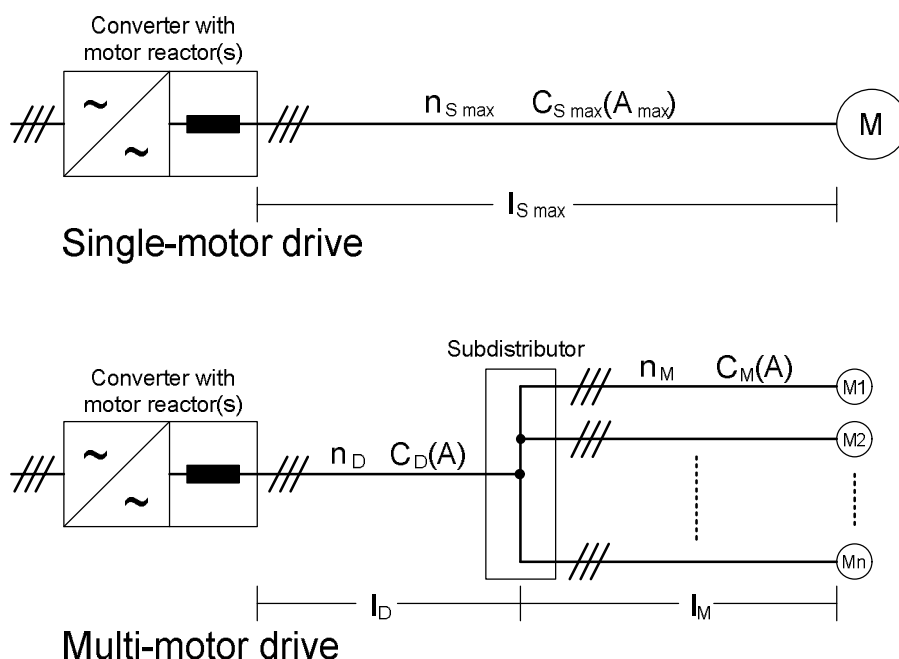 Converter with
motor reactor(s)
~
~
n S max C S max(A max)
M
l S max
Single-motor drive
Subdistributor
Converter with
motor reactor(s)
n M C M(A)
M1
M2
~
~
n D C D(A)
Mn
l D
l M
Multi-motor drive